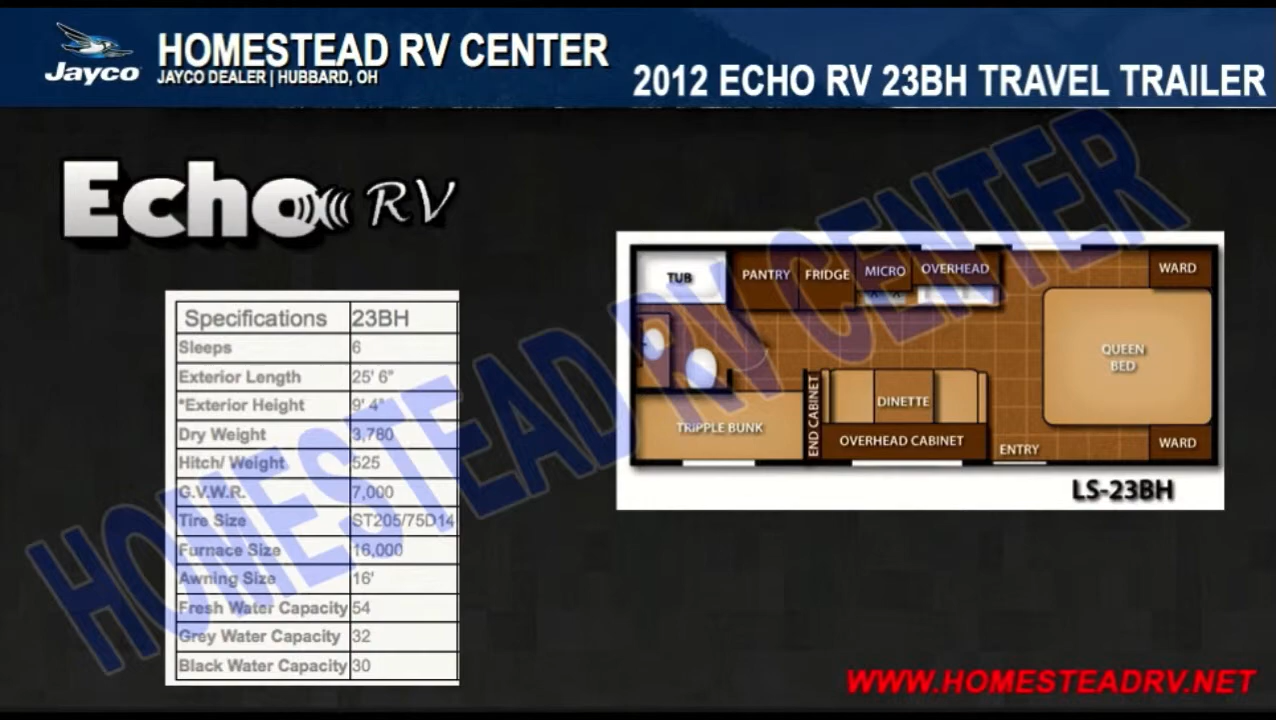 Jayco
HOMESTEAD RV CENTER
JAYCO DEALER | HUBBARD, OH
2012 ECHO RV 23BH TRAVEL TRAILER
Echo RV
Specifications 23BH
Sleeps 6
Exterior Length 25' 6"
*Exterior Height 9' 4"
Dry Weight 3,780
Hitch/ Weight 525
G.V.W.R. 7,000
Tire Size ST205/75D14
Furnace Size 16,000
Awning Size 16'
Fresh Water Capacity 54
Grey Water Capacity 32
Black Water Capacity 30
TUB
PANTRY
FRIDGE
MICRO
OVERHEAD
WARD
QUEEN
BED
TRIPPLE BUNK
END CABINET
DINETTE
OVERHEAD CABINET
ENTRY
WARD
LS-23BH
HOMESTEAD RV CENTER
WWW.HOMESTEADRV.NET